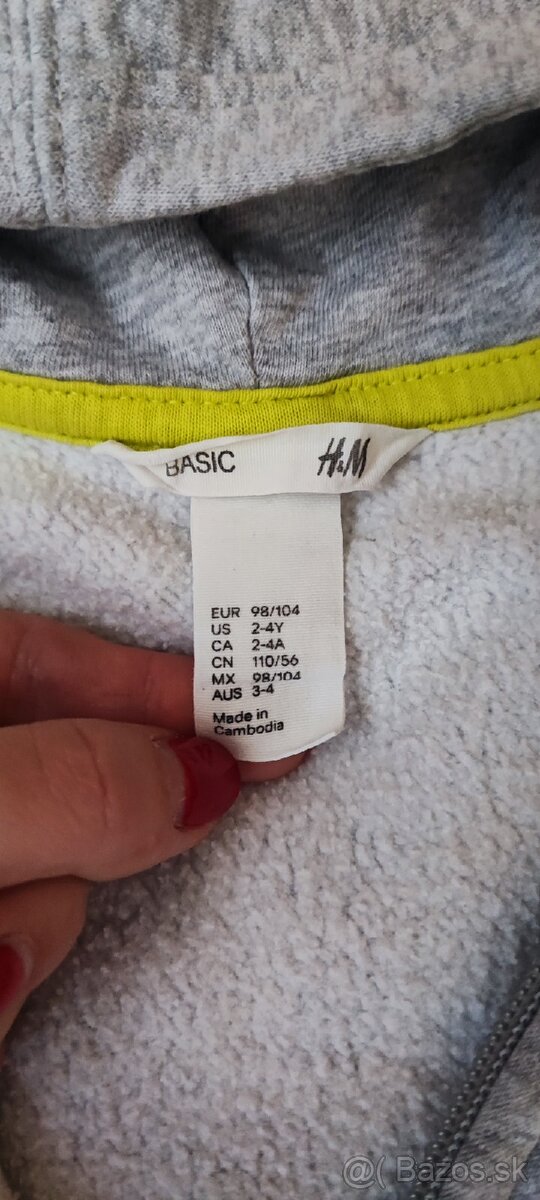 BASIC H&M
EUR 98/104
US 2-4Y
CA 2-4A
CN 110/56
MX 98/104
AUS 3-4
Made in
Cambodia
@( Bazos.sk